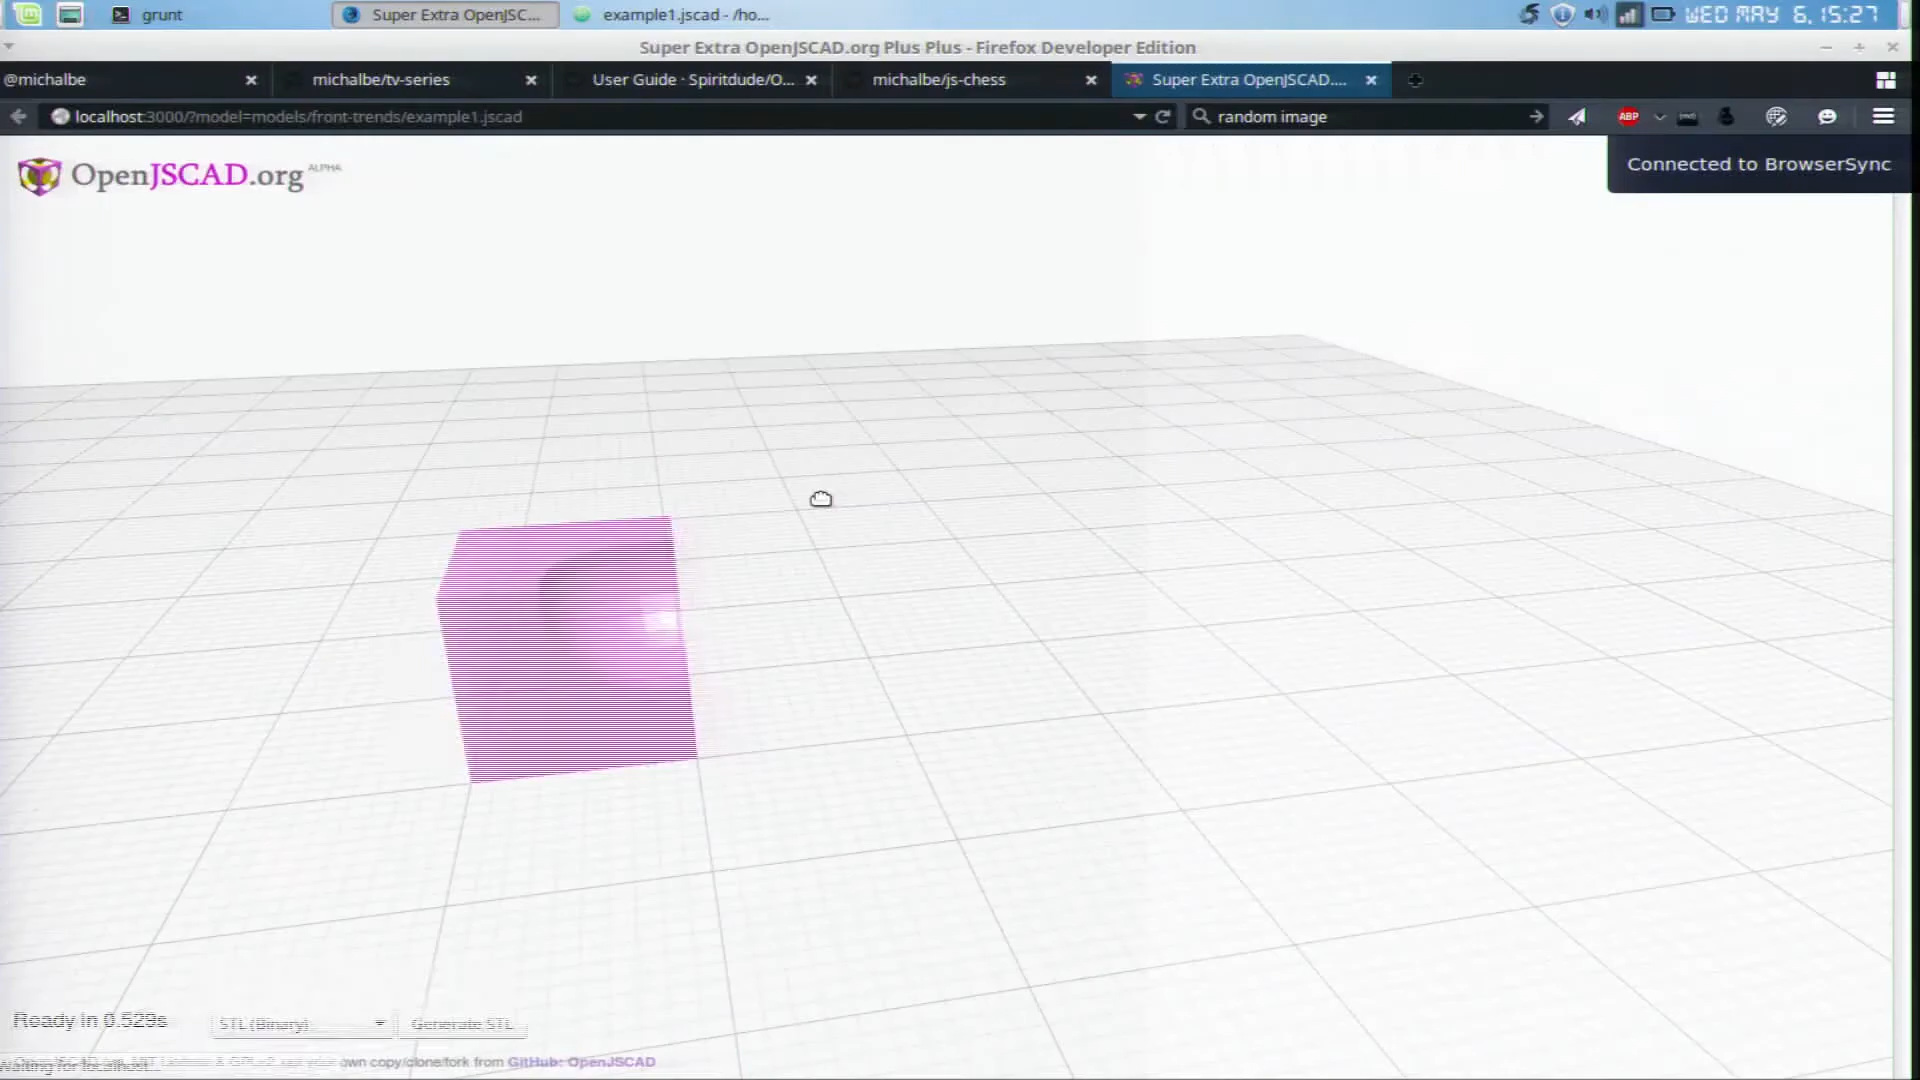 grunt
Super Extra OpenJSC...
example1.jscad - /ho...
WED MAY 6, 15:27
Super Extra OpenJSCAD.org Plus Plus - Firefox Developer Edition
@michalbe
michalbe/tv-series
User Guide · Spiritdude/O...
michalbe/js-chess
Super Extra OpenJSCAD....
localhost:3000/?model=models/front-trends/example1.jscad
random image
ABP
OpenJSCAD.org ALPHA
Connected to BrowserSync
Ready in 0.529s
STL (Binary)
Generate STL
own copy/clone/fork from GitHub: OpenJSCAD